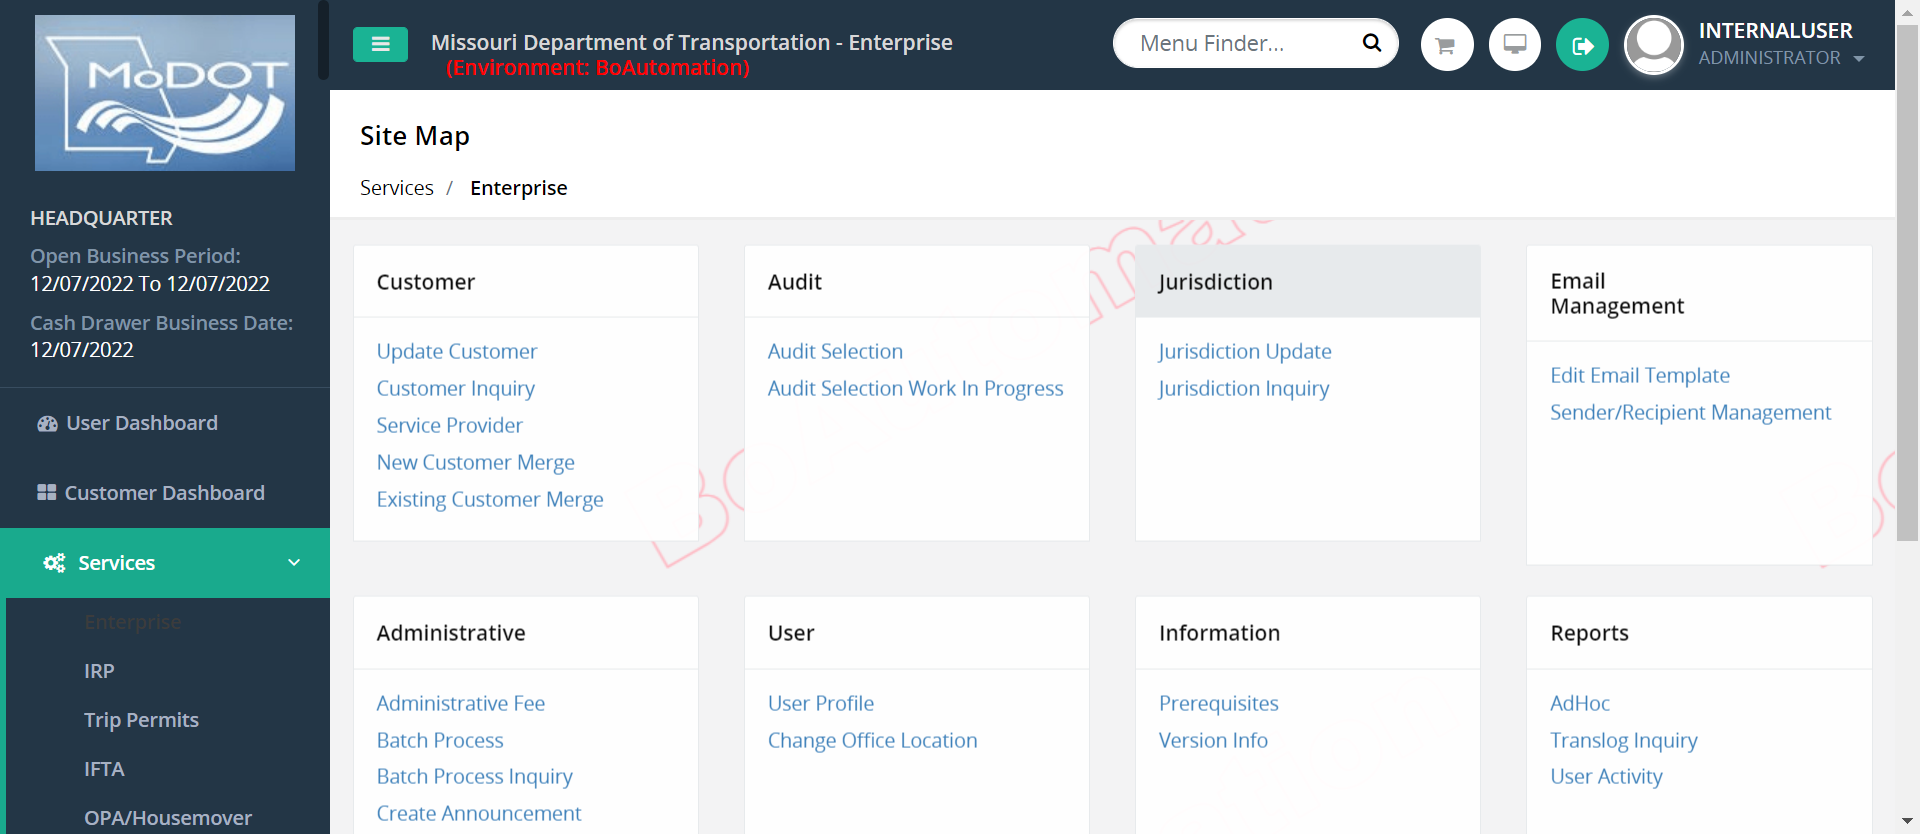 MoDOT
HEADQUARTER
Open Business Period:
12/07/2022 To 12/07/2022
Cash Drawer Business Date:
12/07/2022
User Dashboard
Customer Dashboard
Services
Enterprise
IRP
Trip Permits
IFTA
OPA/Housemover
Missouri Department of Transportation - Enterprise
(Environment: BoAutomation)
Menu Finder...
INTERNALUSER
ADMINISTRATOR
Site Map
Services / Enterprise
Customer
Update Customer
Customer Inquiry
Service Provider
New Customer Merge
Existing Customer Merge
Audit
Audit Selection
Audit Selection Work In Progress
Jurisdiction
Jurisdiction Update
Jurisdiction Inquiry
Email
Management
Edit Email Template
Sender/Recipient Management
Administrative
Administrative Fee
Batch Process
Batch Process Inquiry
Create Announcement
User
User Profile
Change Office Location
Information
Prerequisites
Version Info
Reports
AdHoc
Translog Inquiry
User Activity